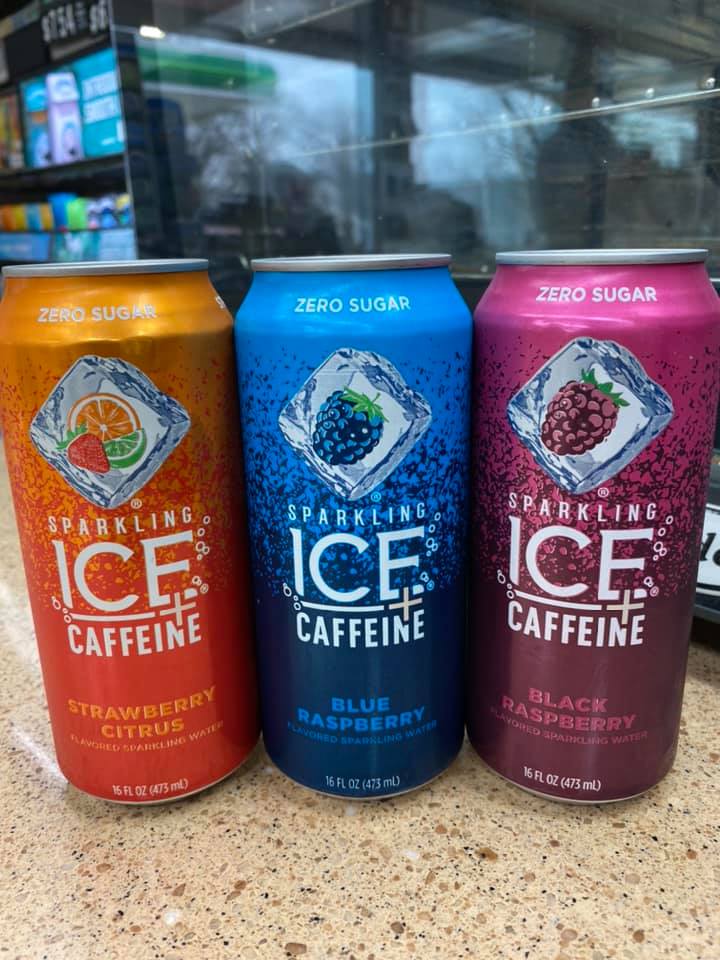 ZERO SUGAR
SPARKLING
ICE
+
CAFFEINE
STRAWBERRY
CITRUS
FLAVORED SPARKLING WATER
16 FL OZ (473 mL)
ZERO SUGAR
SPARKLING
ICE
+
CAFFEINE
BLUE
RASPBERRY
FLAVORED SPARKLING WATER
16 FL OZ (473 mL)
ZERO SUGAR
SPARKLING
ICE
+
CAFFEINE
BLACK
RASPBERRY
FLAVORED SPARKLING WATER
16 FL OZ (473 mL)